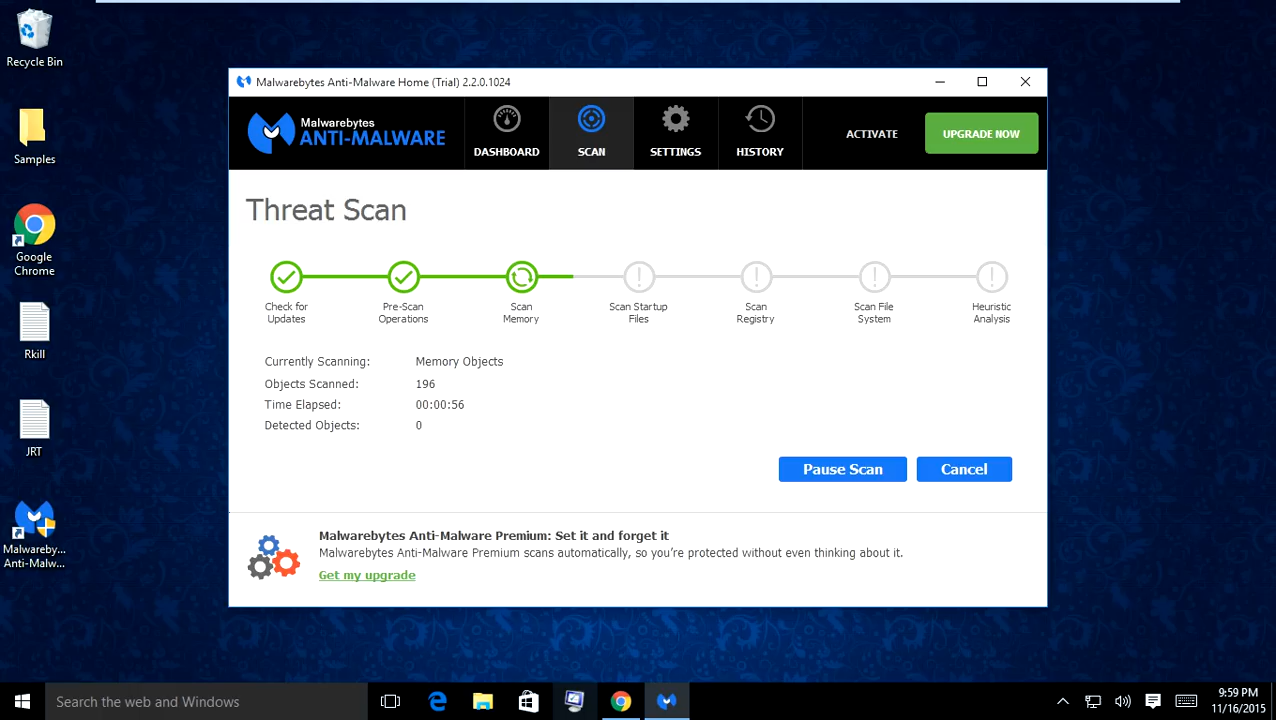 Recycle Bin
Samples
Google
Chrome
Rkill
JRT
Malwareby...
Anti-Malw...
Malwarebytes Anti-Malware Home (Trial) 2.2.0.1024
Malwarebytes
ANTI-MALWARE
DASHBOARD
SCAN
SETTINGS
HISTORY
ACTIVATE
UPGRADE NOW
Threat Scan
Check for
Updates
Pre-Scan
Operations
Scan
Memory
Scan Startup
Files
Scan
Registry
Scan File
System
Heuristic
Analysis
Currently Scanning: Memory Objects
Objects Scanned: 196
Time Elapsed: 00:00:56
Detected Objects: 0
Pause Scan
Cancel
Malwarebytes Anti-Malware Premium: Set it and forget it
Malwarebytes Anti-Malware Premium scans automatically, so you're protected without even thinking about it.
Get my upgrade
Search the web and Windows
9:59 PM
11/16/2015